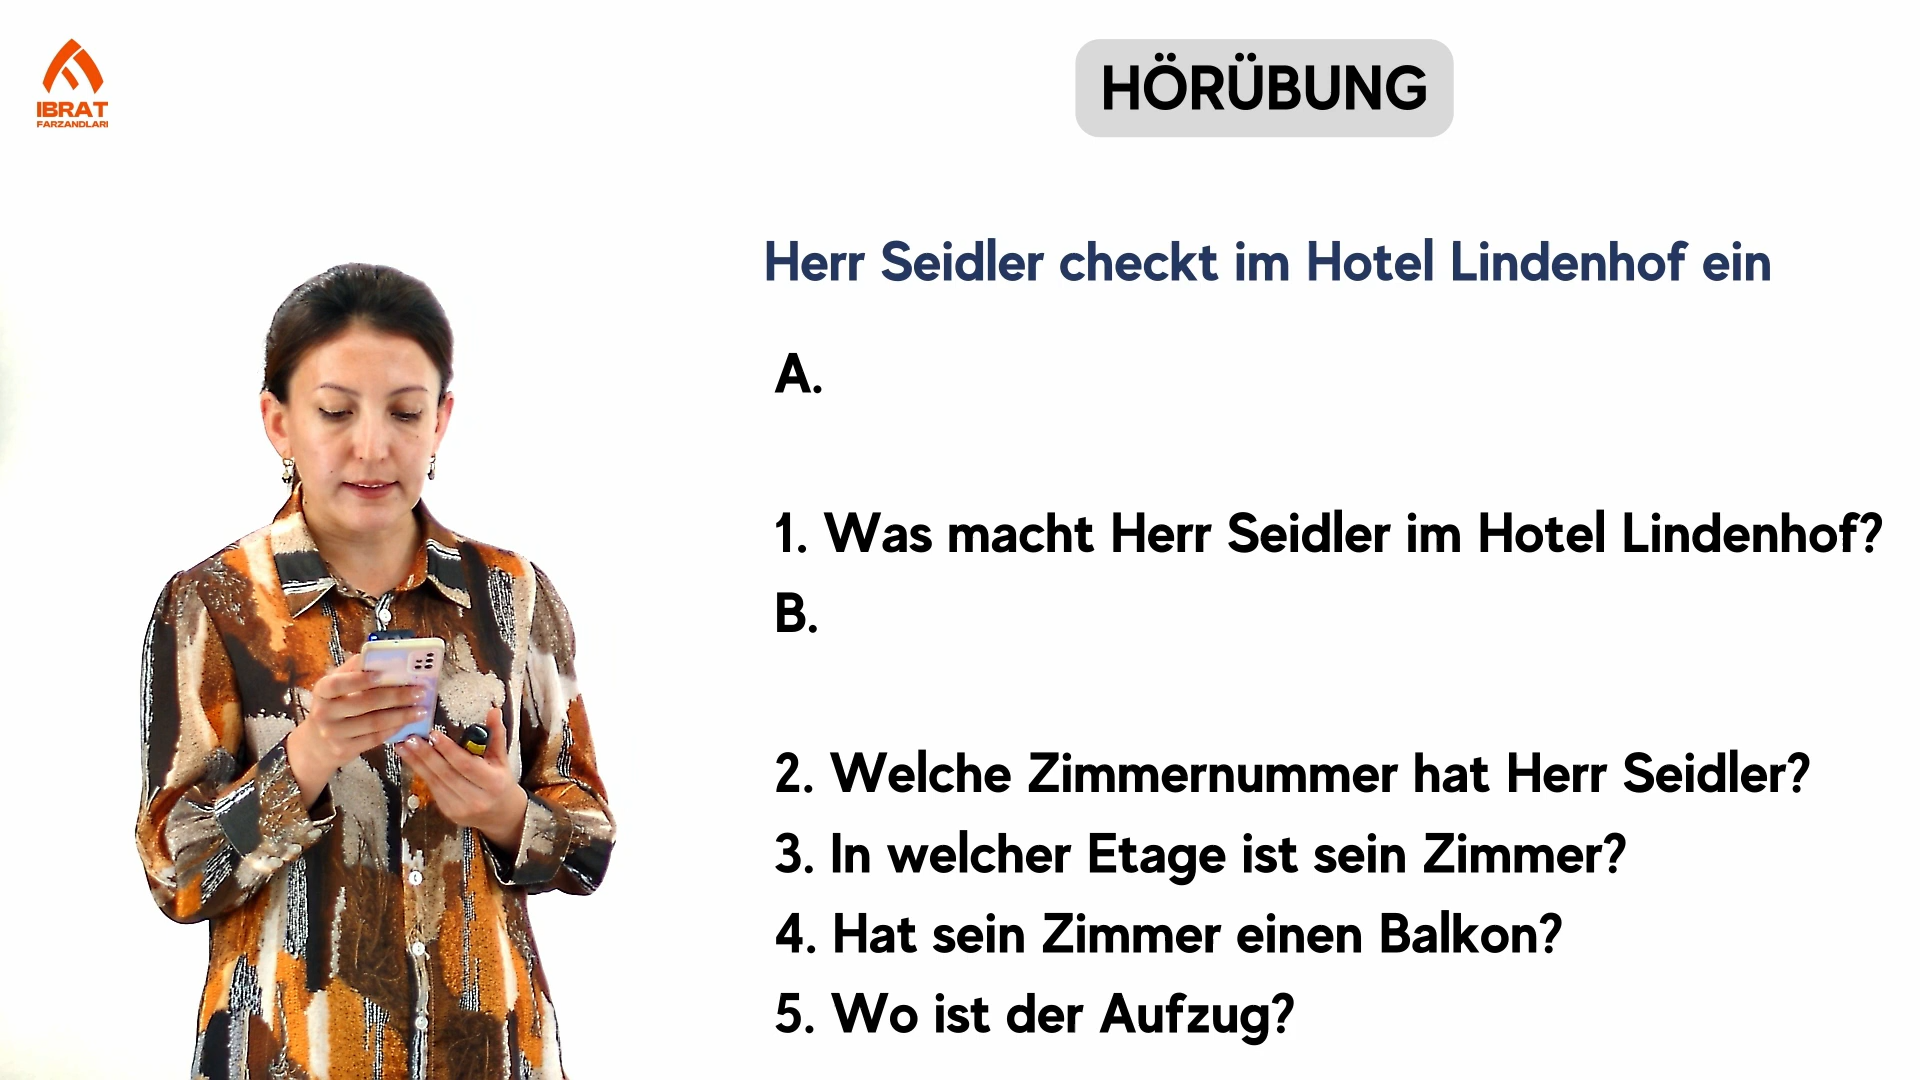 IBRAT
FARZANDLARI
HÖRÜBUNG
Herr Seidler checkt im Hotel Lindenhof ein
A.
1. Was macht Herr Seidler im Hotel Lindenhof?
B.
2. Welche Zimmernummer hat Herr Seidler?
3. In welcher Etage ist sein Zimmer?
4. Hat sein Zimmer einen Balkon?
5. Wo ist der Aufzug?